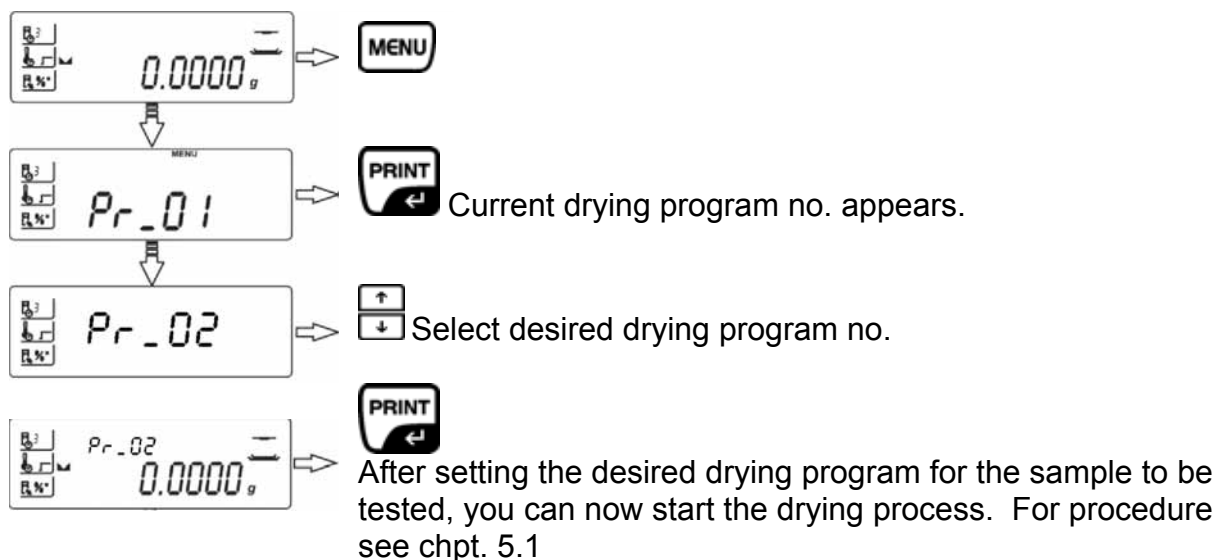 0.0000 g
MENU
MENU
Pr_01
PRINT
Current drying program no. appears.
Pr_02
Select desired drying program no.
PRINT
Pr_02
0.0000 g
After setting the desired drying program for the sample to be
tested, you can now start the drying process. For procedure
see chpt. 5.1